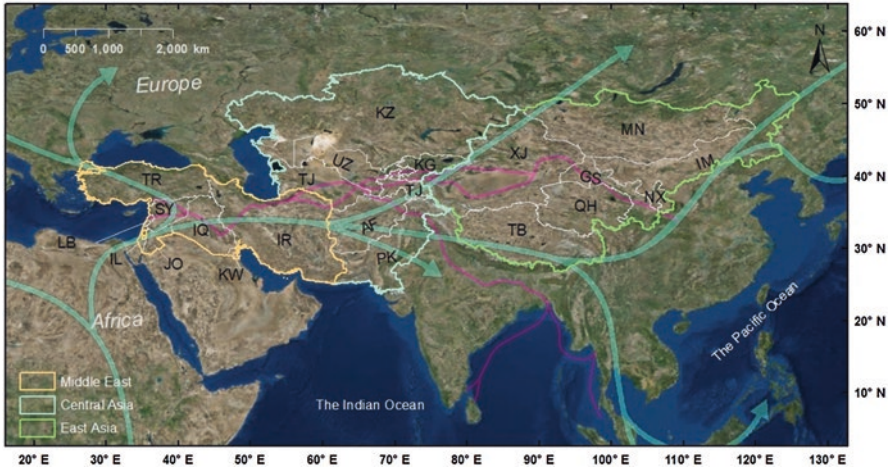 0 500 1,000 2,000 km
N
60° N
50° N
40° N
30° N
20° N
10° N
Europe
KZ
MN
XJ
UZ
KG
IM
TR
TJ
TJ
GS
SY
QH
NX
LB
IQ
IR
AF
TB
IL
JO
KW
PK
Africa
The Pacific Ocean
Middle East
Central Asia
East Asia
The Indian Ocean
20° E 30° E 40° E 50° E 60° E 70° E 80° E 90° E 100° E 110° E 120° E 130° E